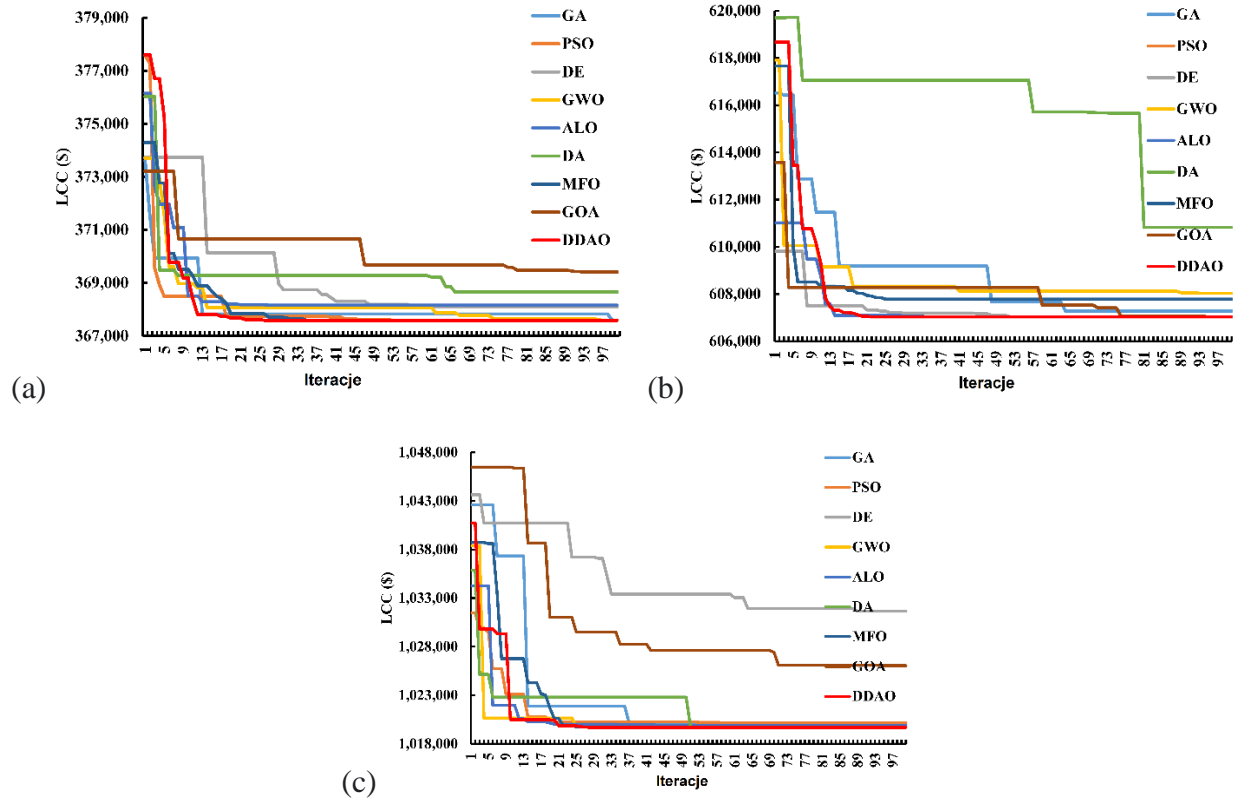 379,000
377,000
375,000
373,000
371,000
369,000
367,000
LCC ($)
1 5 9 13 17 21 25 29 33 37 41 45 49 53 57 61 65 69 73 77 81 85 89 93 97
Iteracje
GA
PSO
DE
GWO
ALO
DA
MFO
GOA
DDAO
(a)
620,000
618,000
616,000
614,000
612,000
610,000
608,000
606,000
LCC ($)
1 5 9 13 17 21 25 29 33 37 41 45 49 53 57 61 65 69 73 77 81 85 89 93 97
Iteracje
GA
PSO
DE
GWO
ALO
DA
MFO
GOA
DDAO
(b)
1,048,000
1,043,000
1,038,000
1,033,000
1,028,000
1,023,000
1,018,000
LCC ($)
1 5 9 13 17 21 25 29 33 37 41 45 49 53 57 61 65 69 73 77 81 85 89 93 97
Iteracje
GA
PSO
DE
GWO
ALO
DA
MFO
GOA
DDAO
(c)